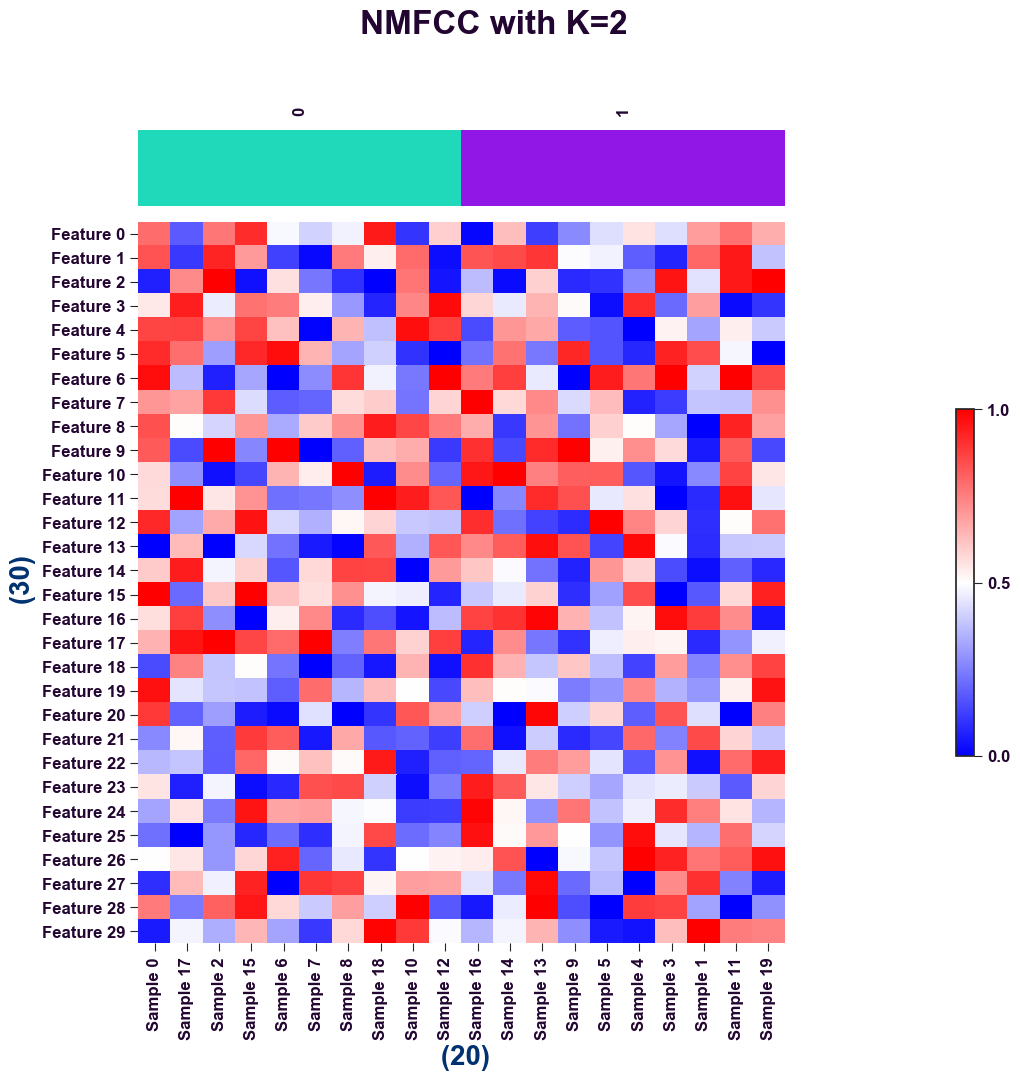 NMFCC with K=2
0
1
Feature 0
Feature 1
Feature 2
Feature 3
Feature 4
Feature 5
Feature 6
Feature 7
Feature 8
Feature 9
Feature 10
Feature 11
Feature 12
Feature 13
Feature 14
Feature 15
Feature 16
Feature 17
Feature 18
Feature 19
Feature 20
Feature 21
Feature 22
Feature 23
Feature 24
Feature 25
Feature 26
Feature 27
Feature 28
Feature 29
(30)
Sample 0
Sample 17
Sample 2
Sample 15
Sample 6
Sample 7
Sample 8
Sample 18
Sample 10
Sample 12
Sample 16
Sample 14
Sample 13
Sample 9
Sample 5
Sample 4
Sample 3
Sample 1
Sample 11
Sample 19
(20)
1.0
0.5
0.0